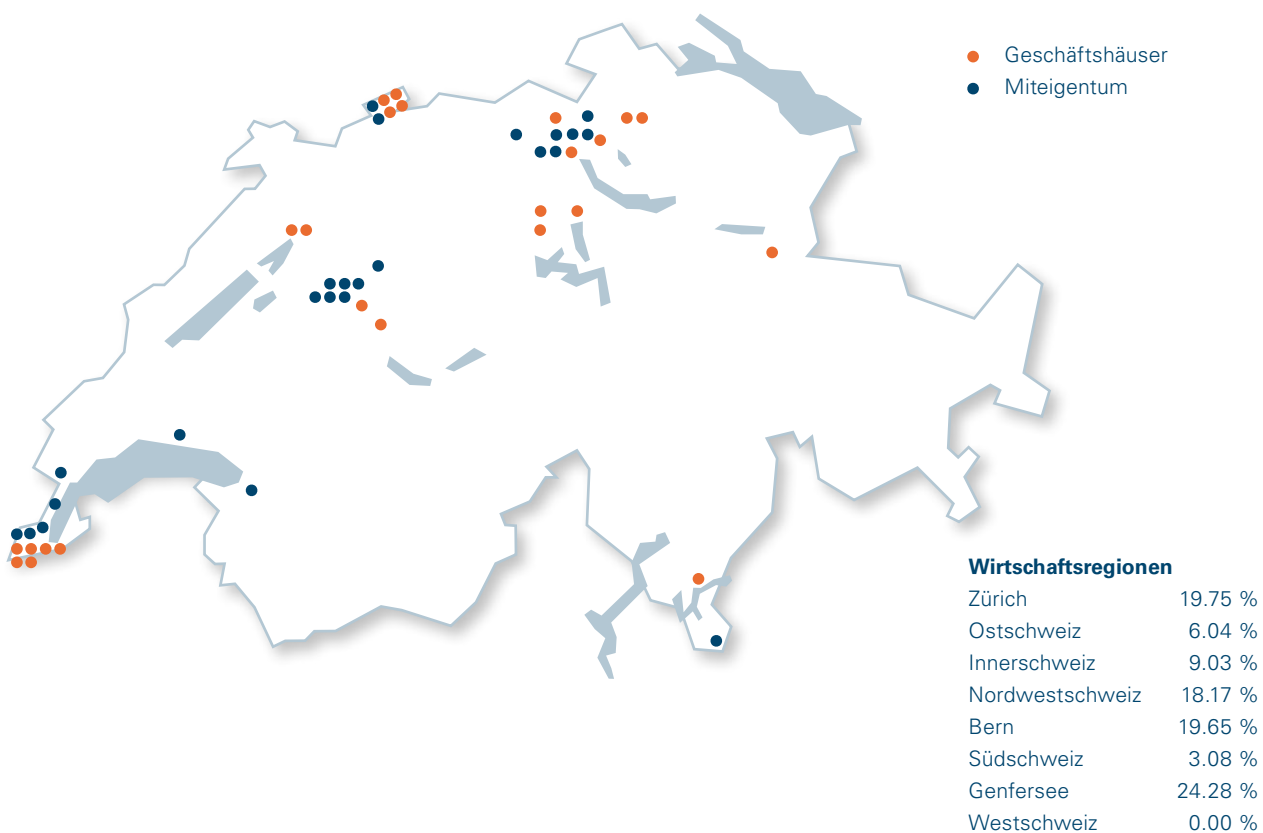 Geschäftshäuser
Miteigentum
Wirtschaftsregionen
Zürich 19.75 %
Ostschweiz 6.04 %
Innerschweiz 9.03 %
Nordwestschweiz 18.17 %
Bern 19.65 %
Südschweiz 3.08 %
Genfersee 24.28 %
Westschweiz 0.00 %